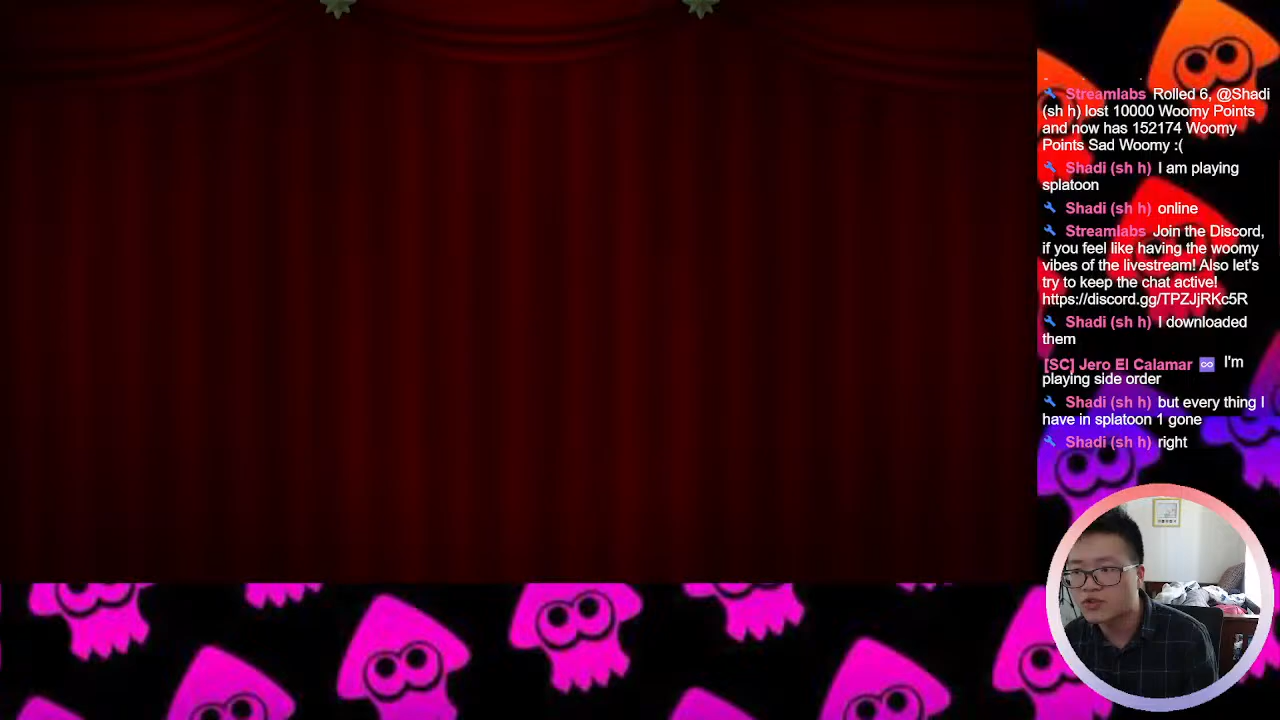 Streamlabs Rolled 6, @Shadi
(sh h) lost 10000 Woomy Points
and now has 152174 Woomy
Points Sad Woomy :(
Shadi (sh h) I am playing
splatoon
Shadi (sh h) online
Streamlabs Join the Discord,
if you feel like having the woomy
vibes of the livestream! Also let's
try to keep the chat active!
https://discord.gg/TPZJjRKc5R
Shadi (sh h) I downloaded
them
[SC] Jero El Calamar I'm
playing side order
Shadi (sh h) but every thing I
have in splatoon 1 gone
Shadi (sh h) right